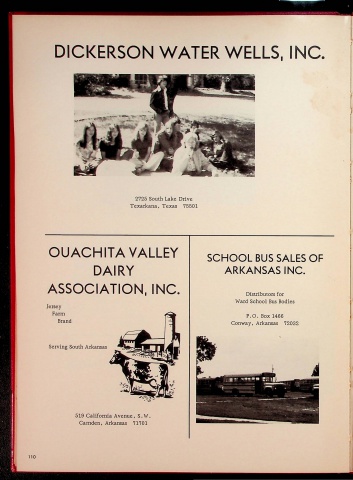 DICKERSON WATER WELLS, INC.
2725 South Lake Drive
Texarkana, Texas 75501
OUACHITA VALLEY
DAIRY
ASSOCIATION, INC.
Jersey
Farm
Brand
Serving South Arkansas
519 California Avenue, S.W.
Camden, Arkansas 71701
SCHOOL BUS SALES OF
ARKANSAS INC.
Distributors for
Ward School Bus Bodies
P.O. Box 1460
Conway, Arkansas 72032
110